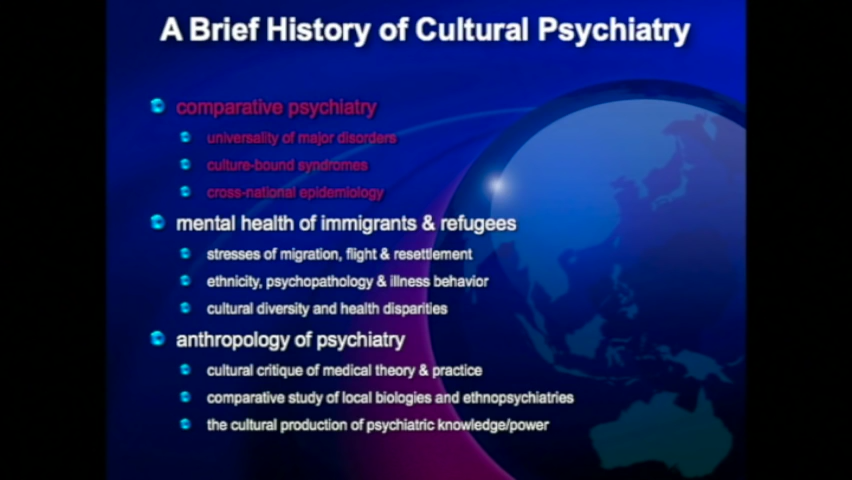 A Brief History of Cultural Psychiatry
comparative psychiatry
universality of major disorders
culture-bound syndromes
cross-national epidemiology
mental health of immigrants & refugees
stresses of migration, flight & resettlement
ethnicity, psychopathology & illness behavior
cultural diversity and health disparities
anthropology of psychiatry
cultural critique of medical theory & practice
comparative study of local biologies and ethnopsychiatries
the cultural production of psychiatric knowledge/power